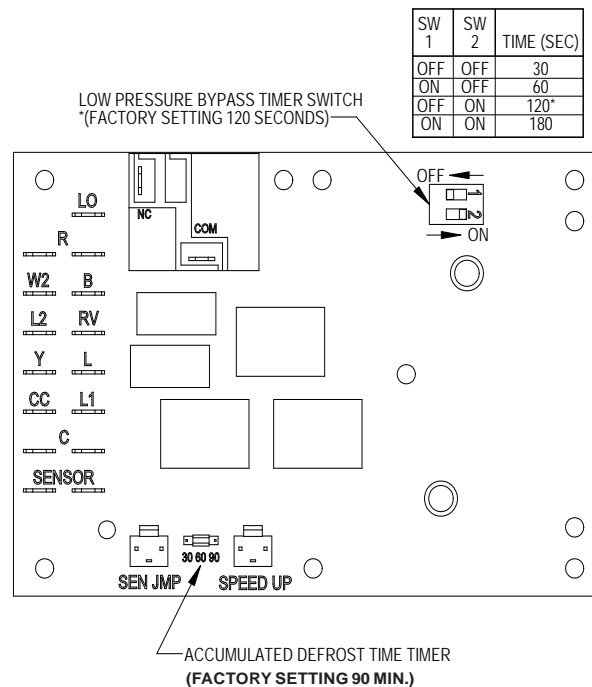 SW 1 SW 2 TIME (SEC)
OFF OFF 30
ON OFF 60
OFF ON 120*
ON ON 180
LOW PRESSURE BYPASS TIMER SWITCH
*(FACTORY SETTING 120 SECONDS)
OFF
1
2
ON
LO
NC
COM
R
W2 B
L2 RV
Y L
CC L1
C
SENSOR
30 60 90
SEN JMP SPEED UP
ACCUMULATED DEFROST TIME TIMER
(FACTORY SETTING 90 MIN.)